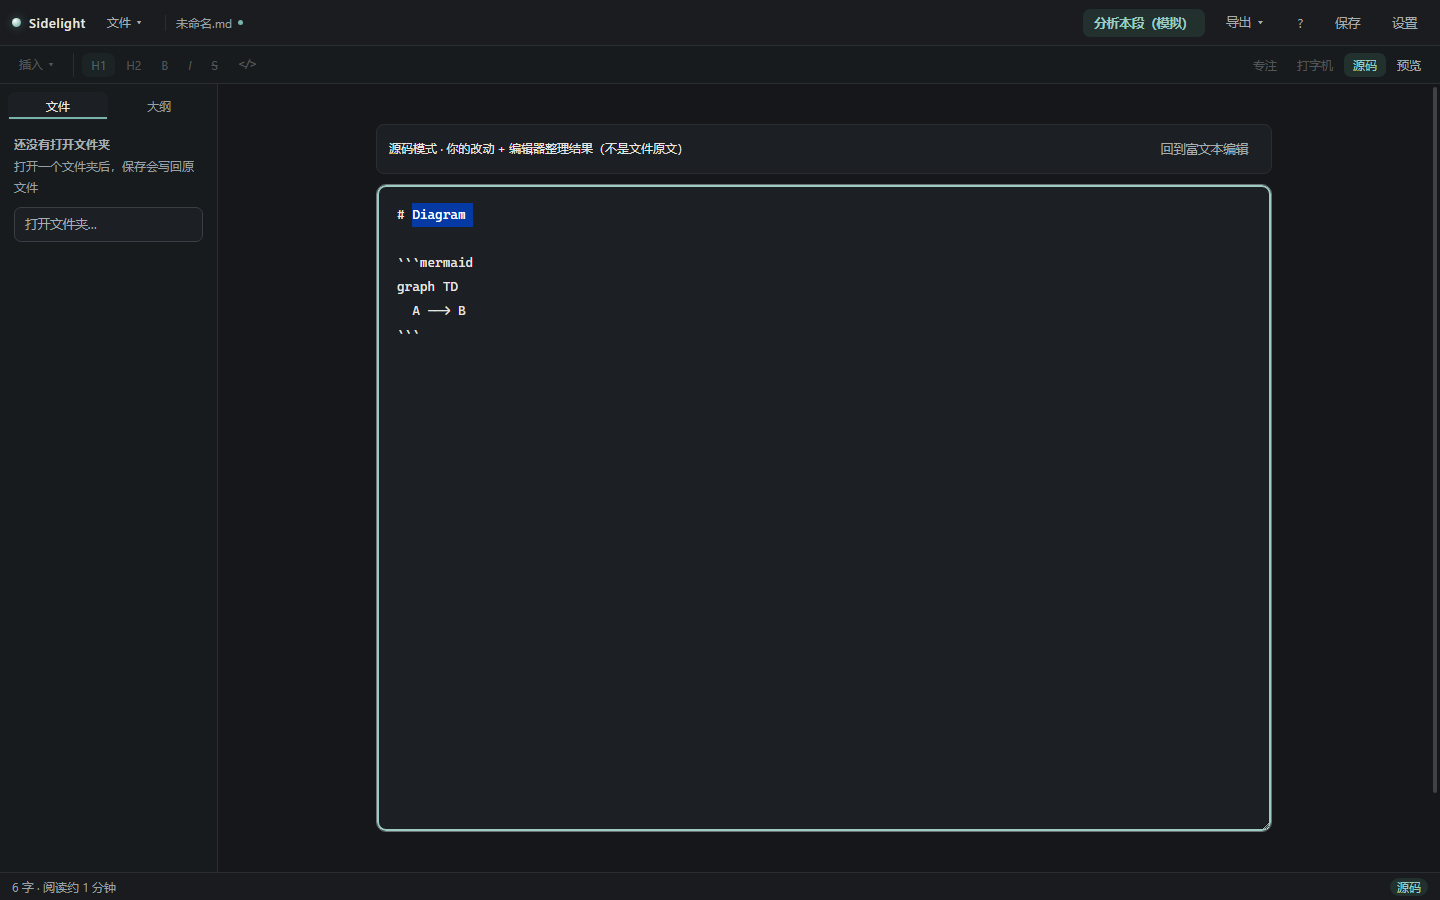 Sidelight 文件 未命名.md 分析本段（模拟） 导出 ? 保存 设置
插入 H1 H2 B I S </> 专注 打字机 源码 预览
文件 大纲
还没有打开文件夹
打开一个文件夹后，保存会写回原
文件
打开文件夹...
源码模式 · 你的改动 + 编辑器整理结果（不是文件原文） 回到富文本编辑
# Diagram
```mermaid
graph TD
A --> B
```
6 字 · 阅读约 1 分钟 源码